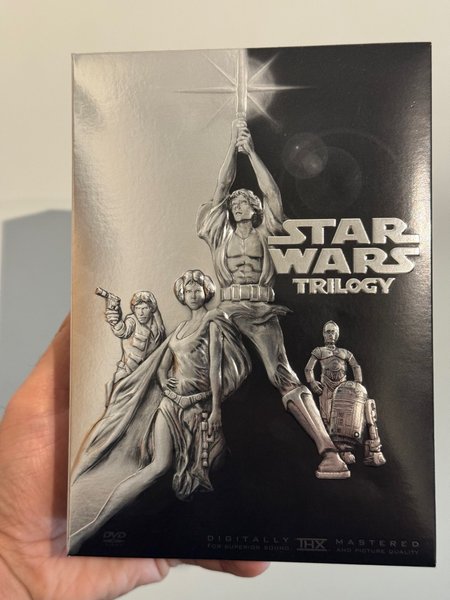 STAR
WARS
TRILOGY
DVD
DIGITALLY THX MASTERED
FOR SUPERIOR SOUND AND PICTURE QUALITY